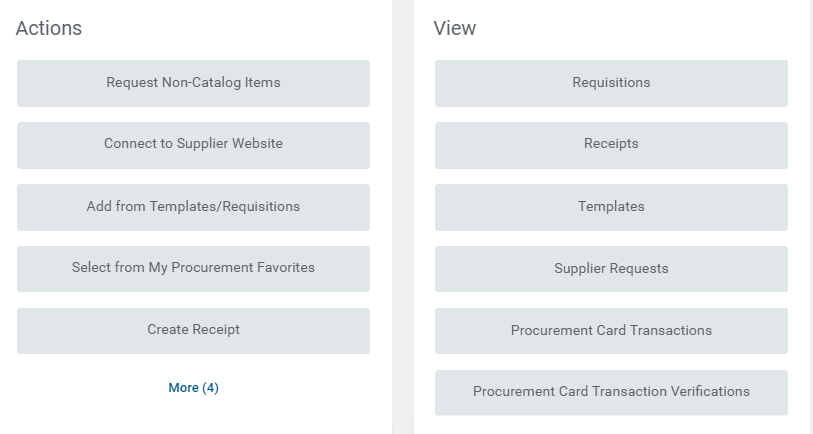 Actions
Request Non-Catalog Items
Connect to Supplier Website
Add from Templates/Requisitions
Select from My Procurement Favorites
Create Receipt
More (4)
View
Requisitions
Receipts
Templates
Supplier Requests
Procurement Card Transactions
Procurement Card Transaction Verifications